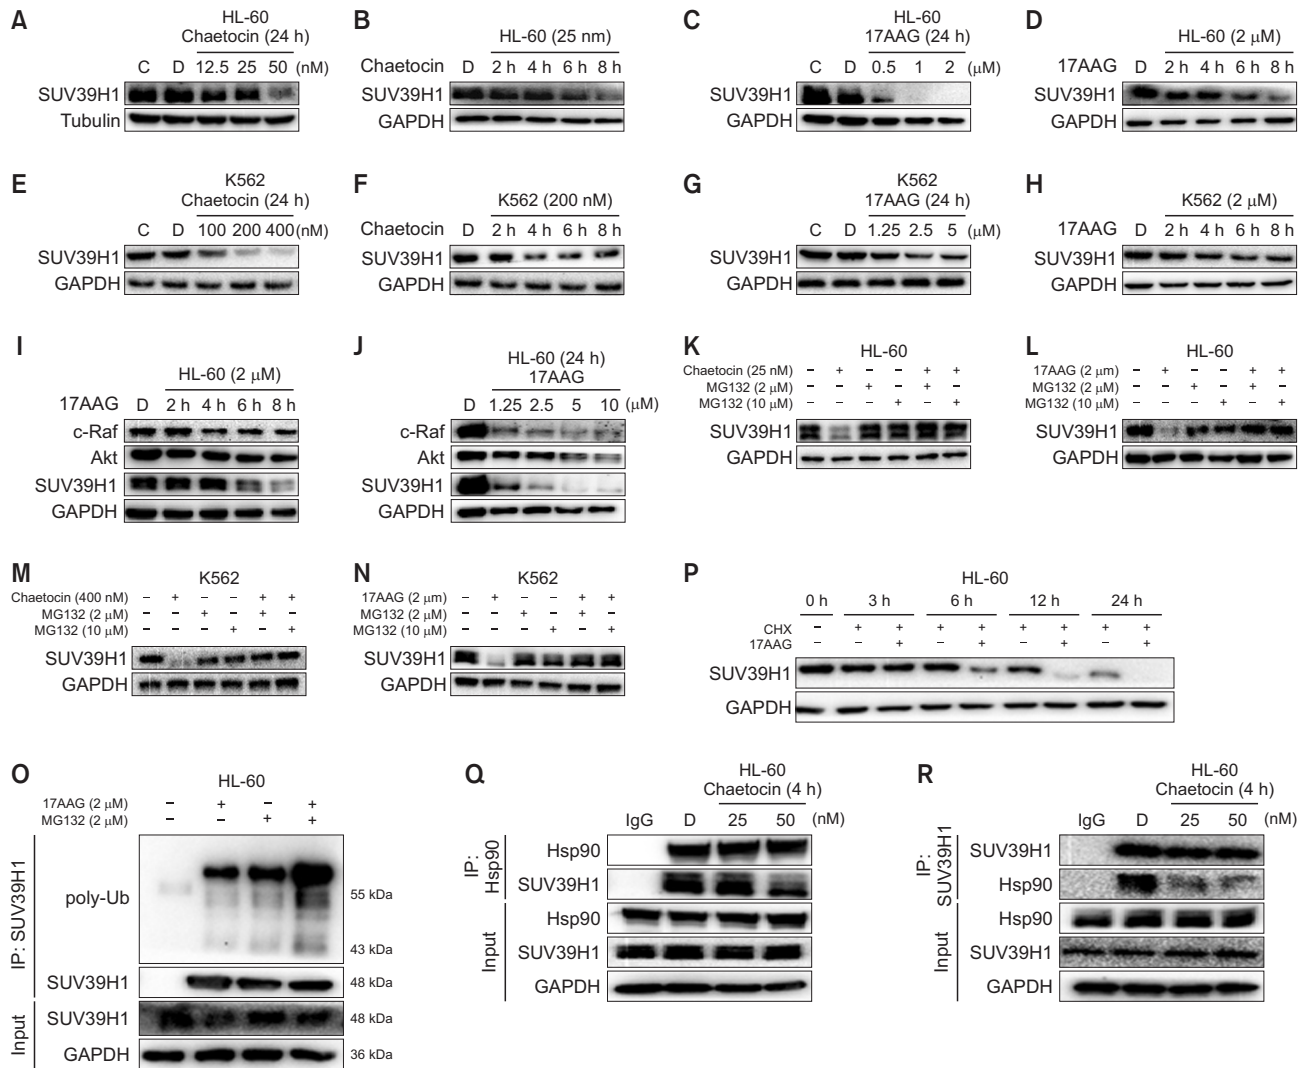 A
HL-60
Chaetocin (24 h)
C D 12.5 25 50 (nM)
SUV39H1
Tubulin
B
HL-60 (25 nm)
Chaetocin D 2 h 4 h 6 h 8 h
SUV39H1
GAPDH
C
HL-60
17AAG (24 h)
C D 0.5 1 2 (μM)
SUV39H1
GAPDH
D
HL-60 (2 μM)
17AAG D 2 h 4 h 6 h 8 h
SUV39H1
GAPDH
E
K562
Chaetocin (24 h)
C D 100 200 400 (nM)
SUV39H1
GAPDH
F
K562 (200 nM)
Chaetocin D 2 h 4 h 6 h 8 h
SUV39H1
GAPDH
G
K562
17AAG (24 h)
C D 1.25 2.5 5 (μM)
SUV39H1
GAPDH
H
K562 (2 μM)
17AAG D 2 h 4 h 6 h 8 h
SUV39H1
GAPDH
I
HL-60 (2 μM)
17AAG D 2 h 4 h 6 h 8 h
c-Raf
Akt
SUV39H1
GAPDH
J
HL-60 (24 h)
17AAG
D 1.25 2.5 5 10 (μM)
c-Raf
Akt
SUV39H1
GAPDH
K
HL-60
Chaetocin (25 nM) – + – – + +
MG132 (2 μM) – – + – + –
MG132 (10 μM) – – – + – +
SUV39H1
GAPDH
L
HL-60
17AAG (2 μm) – + – – + +
MG132 (2 μM) – – + – + –
MG132 (10 μM) – – – + – +
SUV39H1
GAPDH
M
K562
Chaetocin (400 nM) – + – – + +
MG132 (2 μM) – – + – + –
MG132 (10 μM) – – – + – +
SUV39H1
GAPDH
N
K562
17AAG (2 μm) – + – – + +
MG132 (2 μM) – – + – + –
MG132 (10 μM) – – – + – +
SUV39H1
GAPDH
P
HL-60
0 h 3 h 6 h 12 h 24 h
CHX – + + + + + + + +
17AAG – – + – + – + – +
SUV39H1
GAPDH
O
HL-60
17AAG (2 μM) – + – +
MG132 (2 μM) – – + +
IP: SUV39H1
poly-Ub
55 kDa
43 kDa
SUV39H1 48 kDa
Input
SUV39H1 48 kDa
GAPDH 36 kDa
Q
HL-60
Chaetocin (4 h)
IgG D 25 50 (nM)
IP:
Hsp90
Hsp90
SUV39H1
Input
Hsp90
SUV39H1
GAPDH
R
HL-60
Chaetocin (4 h)
IgG D 25 50 (nM)
IP:
SUV39H1
SUV39H1
Hsp90
Input
Hsp90
SUV39H1
GAPDH